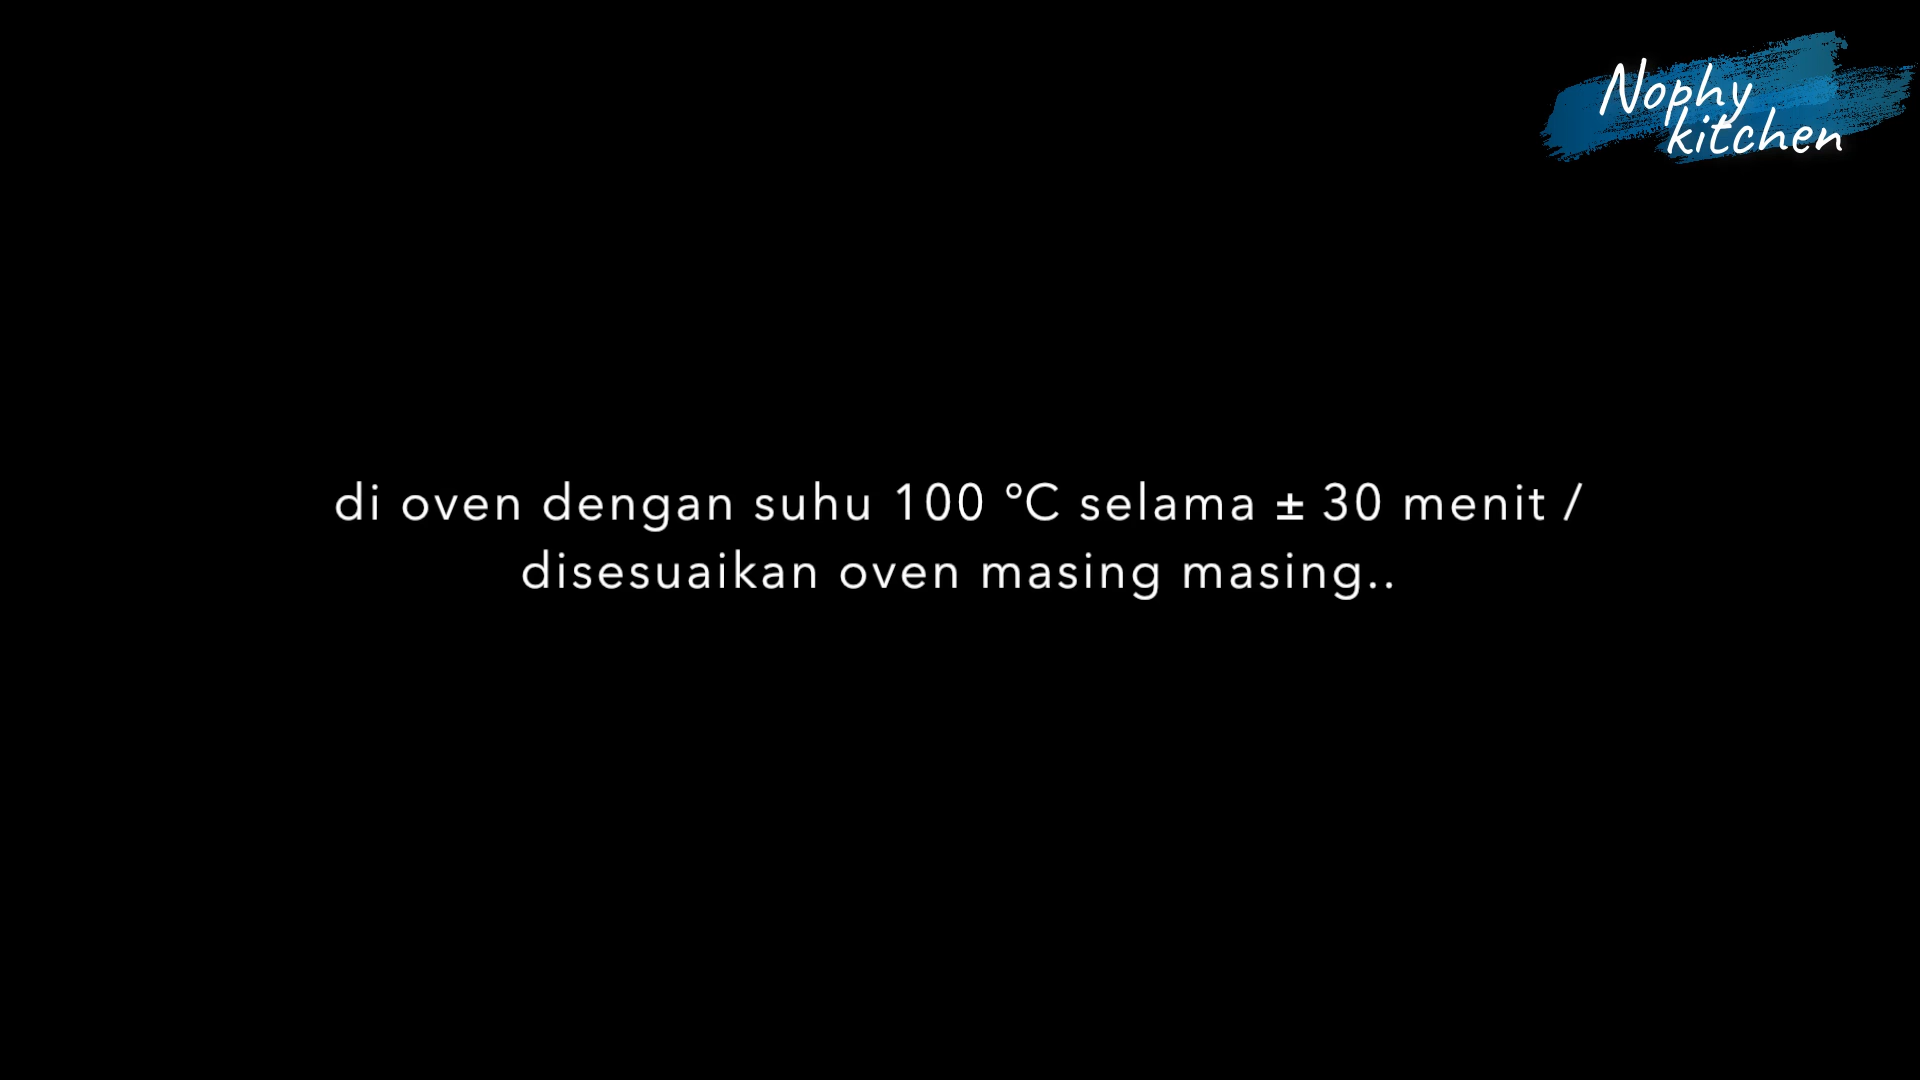 Nophy
kitchen
di oven dengan suhu 100 °C selama ± 30 menit /
disesuaikan oven masing masing..